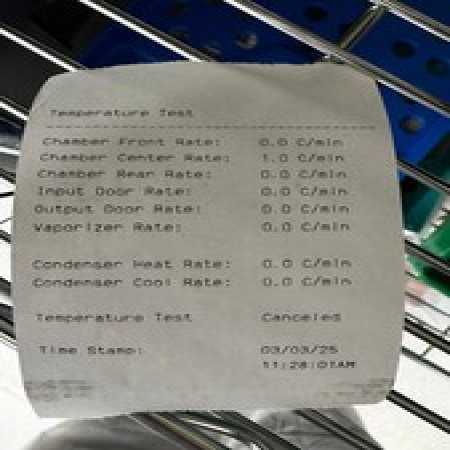 Temperature Test
--------------------------------
Chamber Front Rate: 0.0 C/min
Chamber Center Rate: 1.0 C/min
Chamber Rear Rate: 0.0 C/min
Input Door Rate: 0.0 C/min
Output Door Rate: 0.0 C/min
Vaporizer Rate: 0.0 C/min
Condenser Heat Rate: 0.0 C/min
Condenser Cool Rate: 0.0 C/min
Temperature Test Canceled
Time Stamp: 03/03/25
11:28:01AM